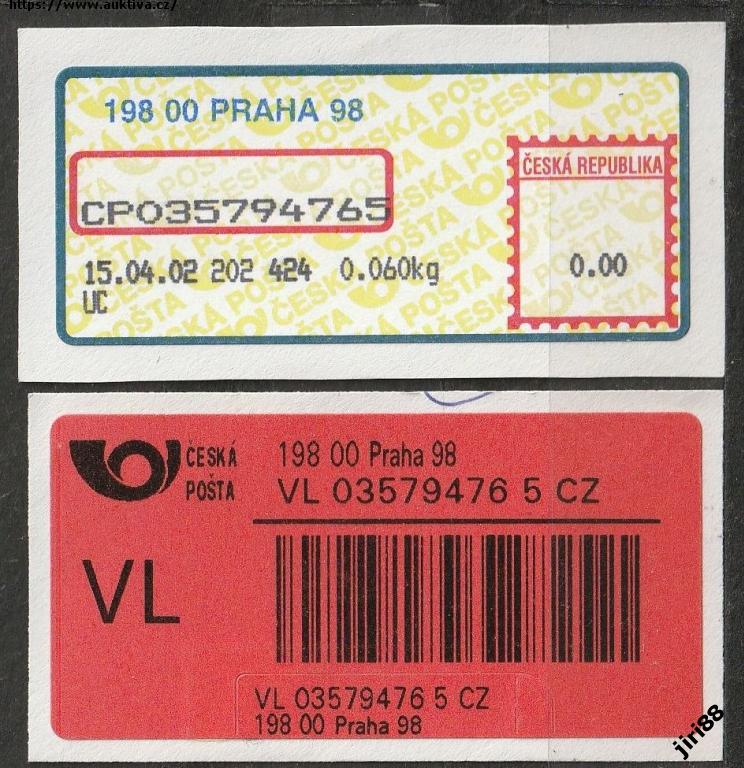 https://www.auktiva.cz/
198 00 PRAHA 98
CP035794765
ČESKÁ REPUBLIKA
15.04.02 202 424 0.060kg
0.00
UC
ČESKÁ
POŠTA
198 00 Praha 98
VL 03579476 5 CZ
VL
VL 03579476 5 CZ
198 00 Praha 98
jiri88